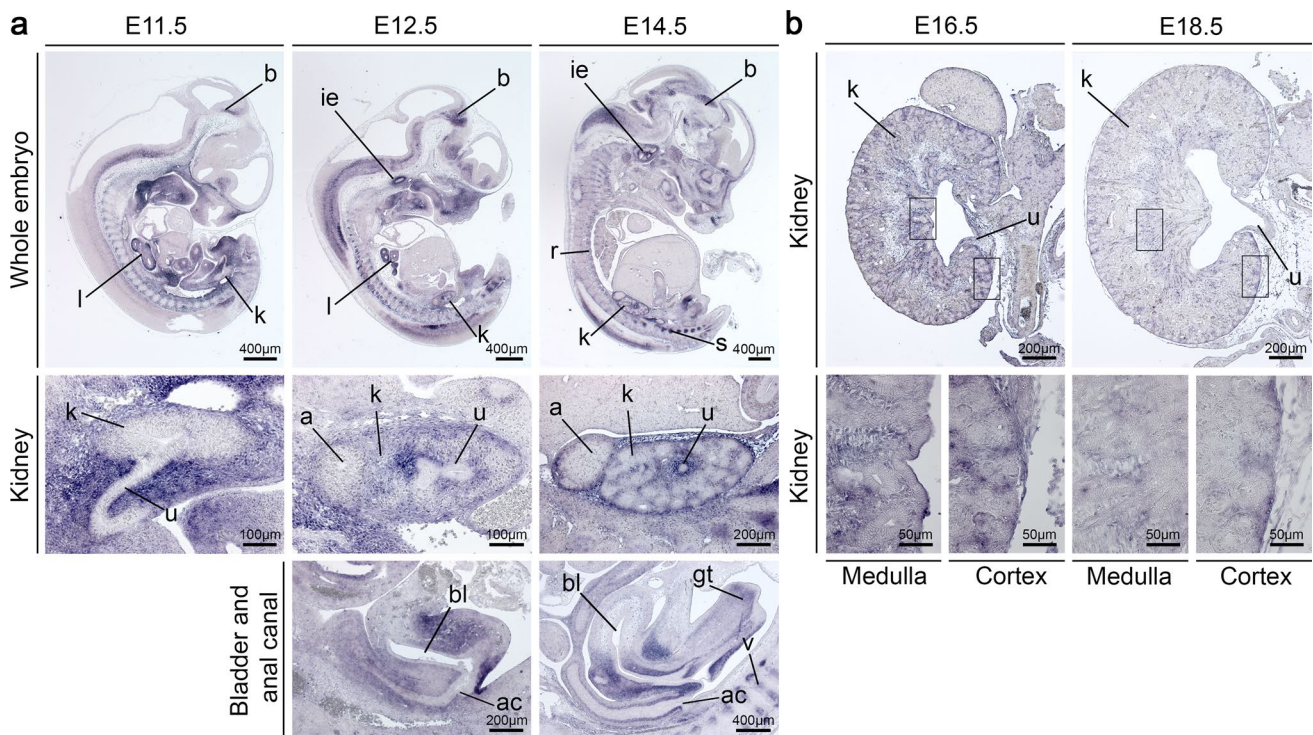 a
E11.5
E12.5
E14.5
b
E16.5
E18.5
Whole embryo
b
l
k
400µm
ie
b
l
k
400µm
ie
b
r
k
s
400µm
Kidney
k
u
200µm
k
u
200µm
Kidney
k
u
100µm
a
k
u
100µm
a
k
u
200µm
50µm
50µm
50µm
50µm
Medulla
Cortex
Medulla
Cortex
Bladder and
anal canal
bl
ac
200µm
bl
gt
v
ac
400µm